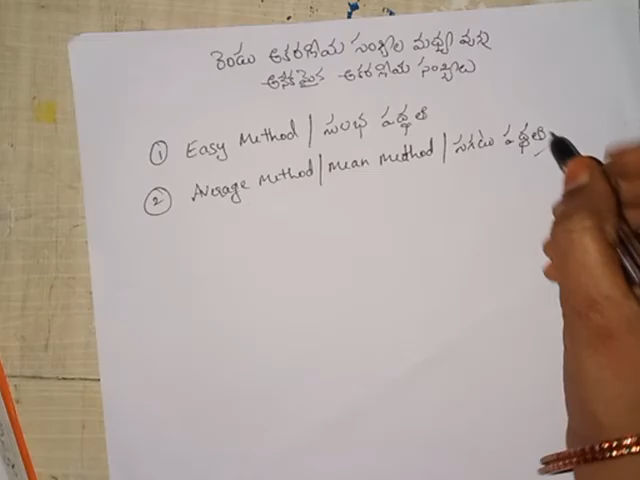 రెండు అకరణీయ సంఖ్యల మధ్య గల
అనేకమైన అకరణీయ సంఖ్యలు
① Easy Method / సులభ పద్ధతి
② Average method / mean method / సగటు పద్ధతి